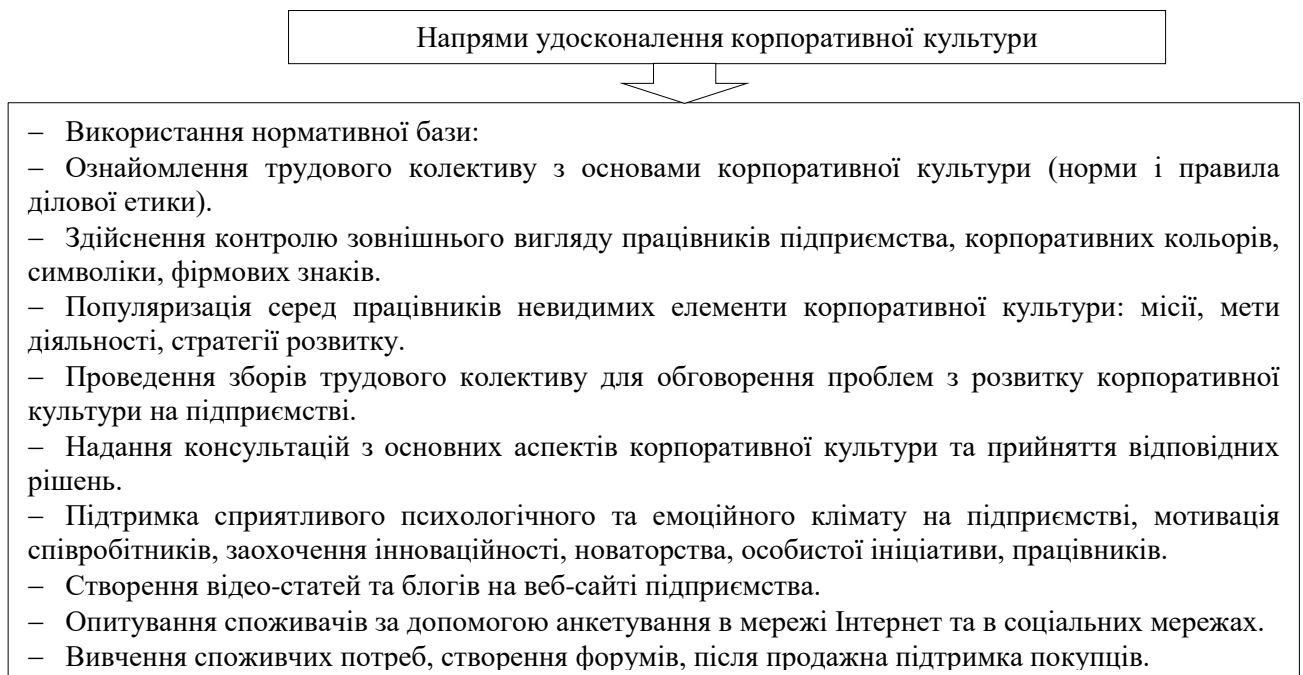 Напрями удосконалення корпоративної культури
– Використання нормативної бази:
– Ознайомлення трудового колективу з основами корпоративної культури (норми і правила
ділової етики).
– Здійснення контролю зовнішнього вигляду працівників підприємства, корпоративних кольорів,
символіки, фірмових знаків.
– Популяризація серед працівників невидимих елементи корпоративної культури: місії, мети
діяльності, стратегії розвитку.
– Проведення зборів трудового колективу для обговорення проблем з розвитку корпоративної
культури на підприємстві.
– Надання консультацій з основних аспектів корпоративної культури та прийняття відповідних
рішень.
– Підтримка сприятливого психологічного та емоційного клімату на підприємстві, мотивація
співробітників, заохочення інноваційності, новаторства, особистої ініціативи, працівників.
– Створення відео-статей та блогів на веб-сайті підприємства.
– Опитування споживачів за допомогою анкетування в мережі Інтернет та в соціальних мережах.
– Вивчення споживчих потреб, створення форумів, після продажна підтримка покупців.